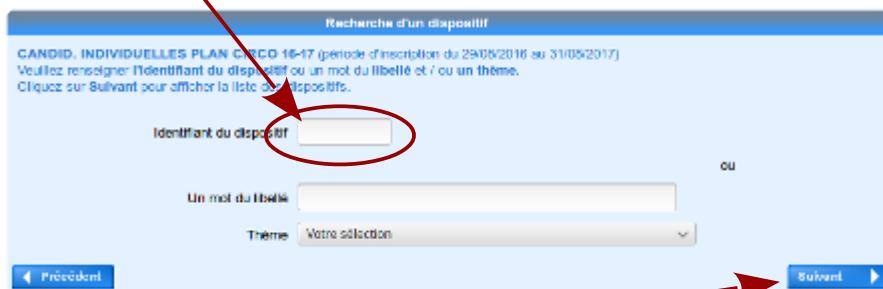 Recherche d'un dispositif
CANDID. INDIVIDUELLES PLAN CIRCO 16-17 (période d'inscription du 29/08/2016 au 31/08/2017)
Veuillez renseigner l'identifiant du dispositif ou un mot du libellé et / ou un thème.
Cliquez sur Suivant pour afficher la liste des dispositifs.
Identifiant du dispositif
ou
Un mot du libellé
Thème Votre sélection
Précédent Suivant